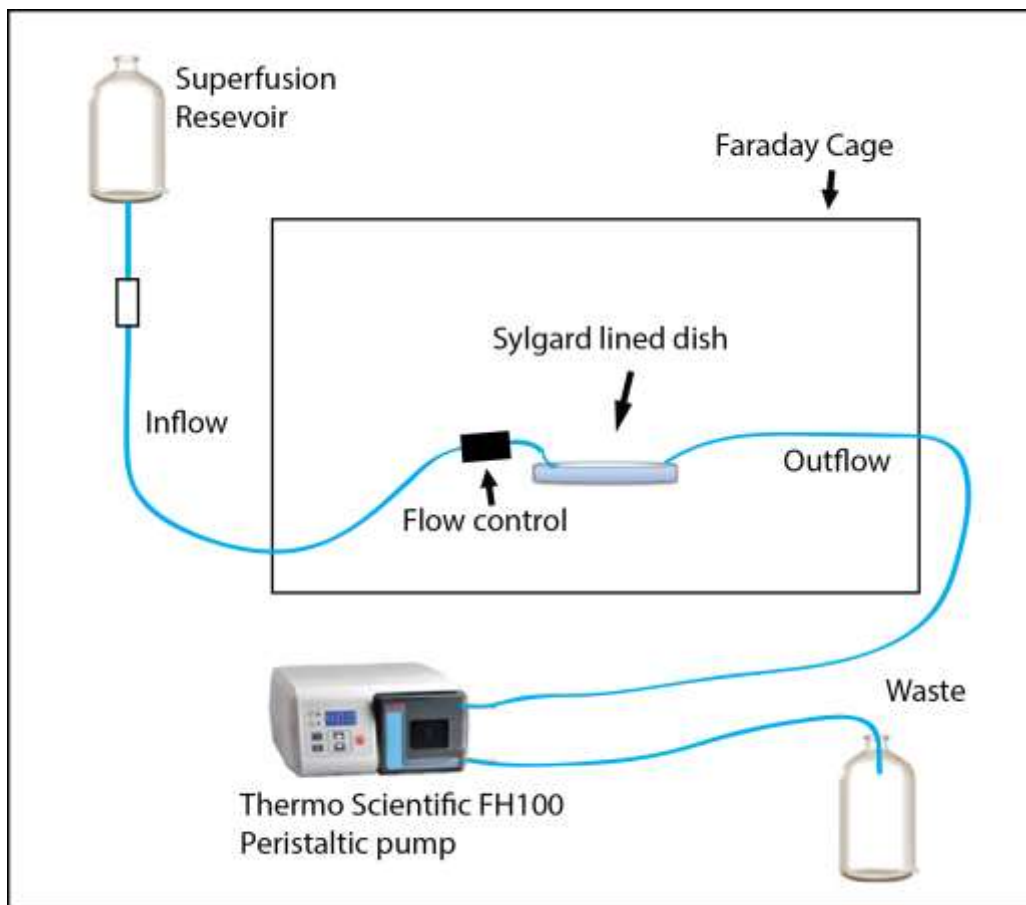 Superfusion
Resevoir
Faraday Cage
Sylgard lined dish
Inflow
Outflow
Flow control
Waste
Thermo Scientific FH100
Peristaltic pump